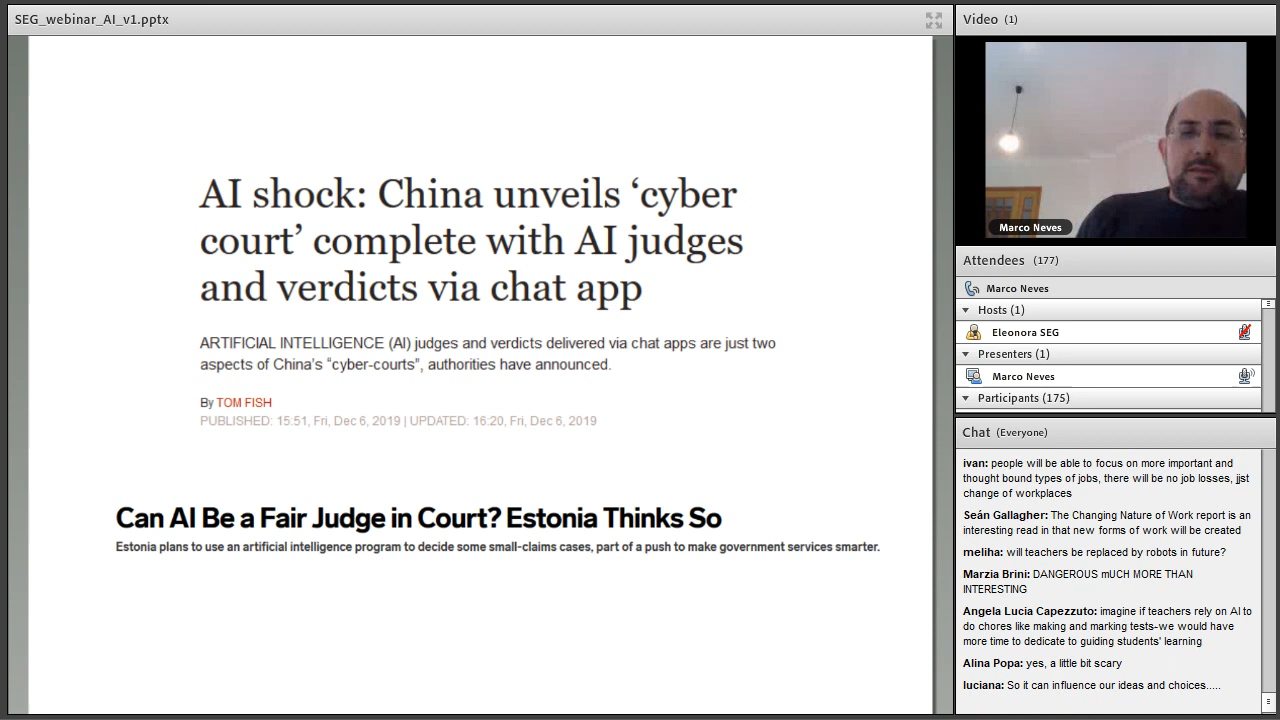 SEG_webinar_AI_v1.pptx
AI shock: China unveils ‘cyber
court’ complete with AI judges
and verdicts via chat app
ARTIFICIAL INTELLIGENCE (AI) judges and verdicts delivered via chat apps are just two
aspects of China’s “cyber-courts”, authorities have announced.
By TOM FISH
PUBLISHED: 15:51, Fri, Dec 6, 2019 | UPDATED: 16:20, Fri, Dec 6, 2019
Can AI Be a Fair Judge in Court? Estonia Thinks So
Estonia plans to use an artificial intelligence program to decide some small-claims cases, part of a push to make government services smarter.
Video (1)
Marco Neves
Attendees (177)
Marco Neves
Hosts (1)
Eleonora SEG
Presenters (1)
Marco Neves
Participants (175)
Chat (Everyone)
ivan: people will be able to focus on more important and
thought bound types of jobs, there will be no job losses, jjst
change of workplaces
Seán Gallagher: The Changing Nature of Work report is an
interesting read in that new forms of work will be created
meliha: will teachers be replaced by robots in future?
Marzia Brini: DANGEROUS mUCH MORE THAN
INTERESTING
Angela Lucia Capezzuto: imagine if teachers rely on AI to
do chores like making and marking tests-we would have
more time to dedicate to guiding students' learning
Alina Popa: yes, a little bit scary
luciana: So it can influence our ideas and choices.....